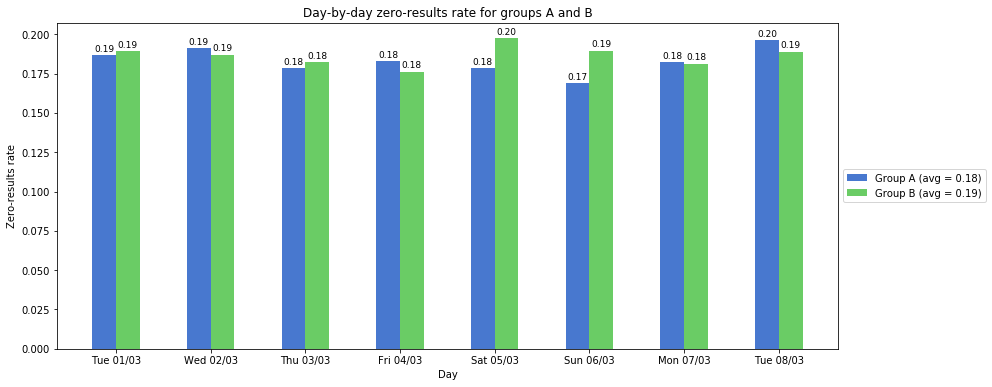 Day-by-day zero-results rate for groups A and B
Zero-results rate
0.200
0.175
0.150
0.125
0.100
0.075
0.050
0.025
0.000
0.19 0.19 0.19 0.19 0.18 0.18 0.18 0.18 0.18 0.20 0.17 0.19 0.18 0.18 0.20 0.19
Tue 01/03 Wed 02/03 Thu 03/03 Fri 04/03 Sat 05/03 Sun 06/03 Mon 07/03 Tue 08/03
Day
Group A (avg = 0.18)
Group B (avg = 0.19)